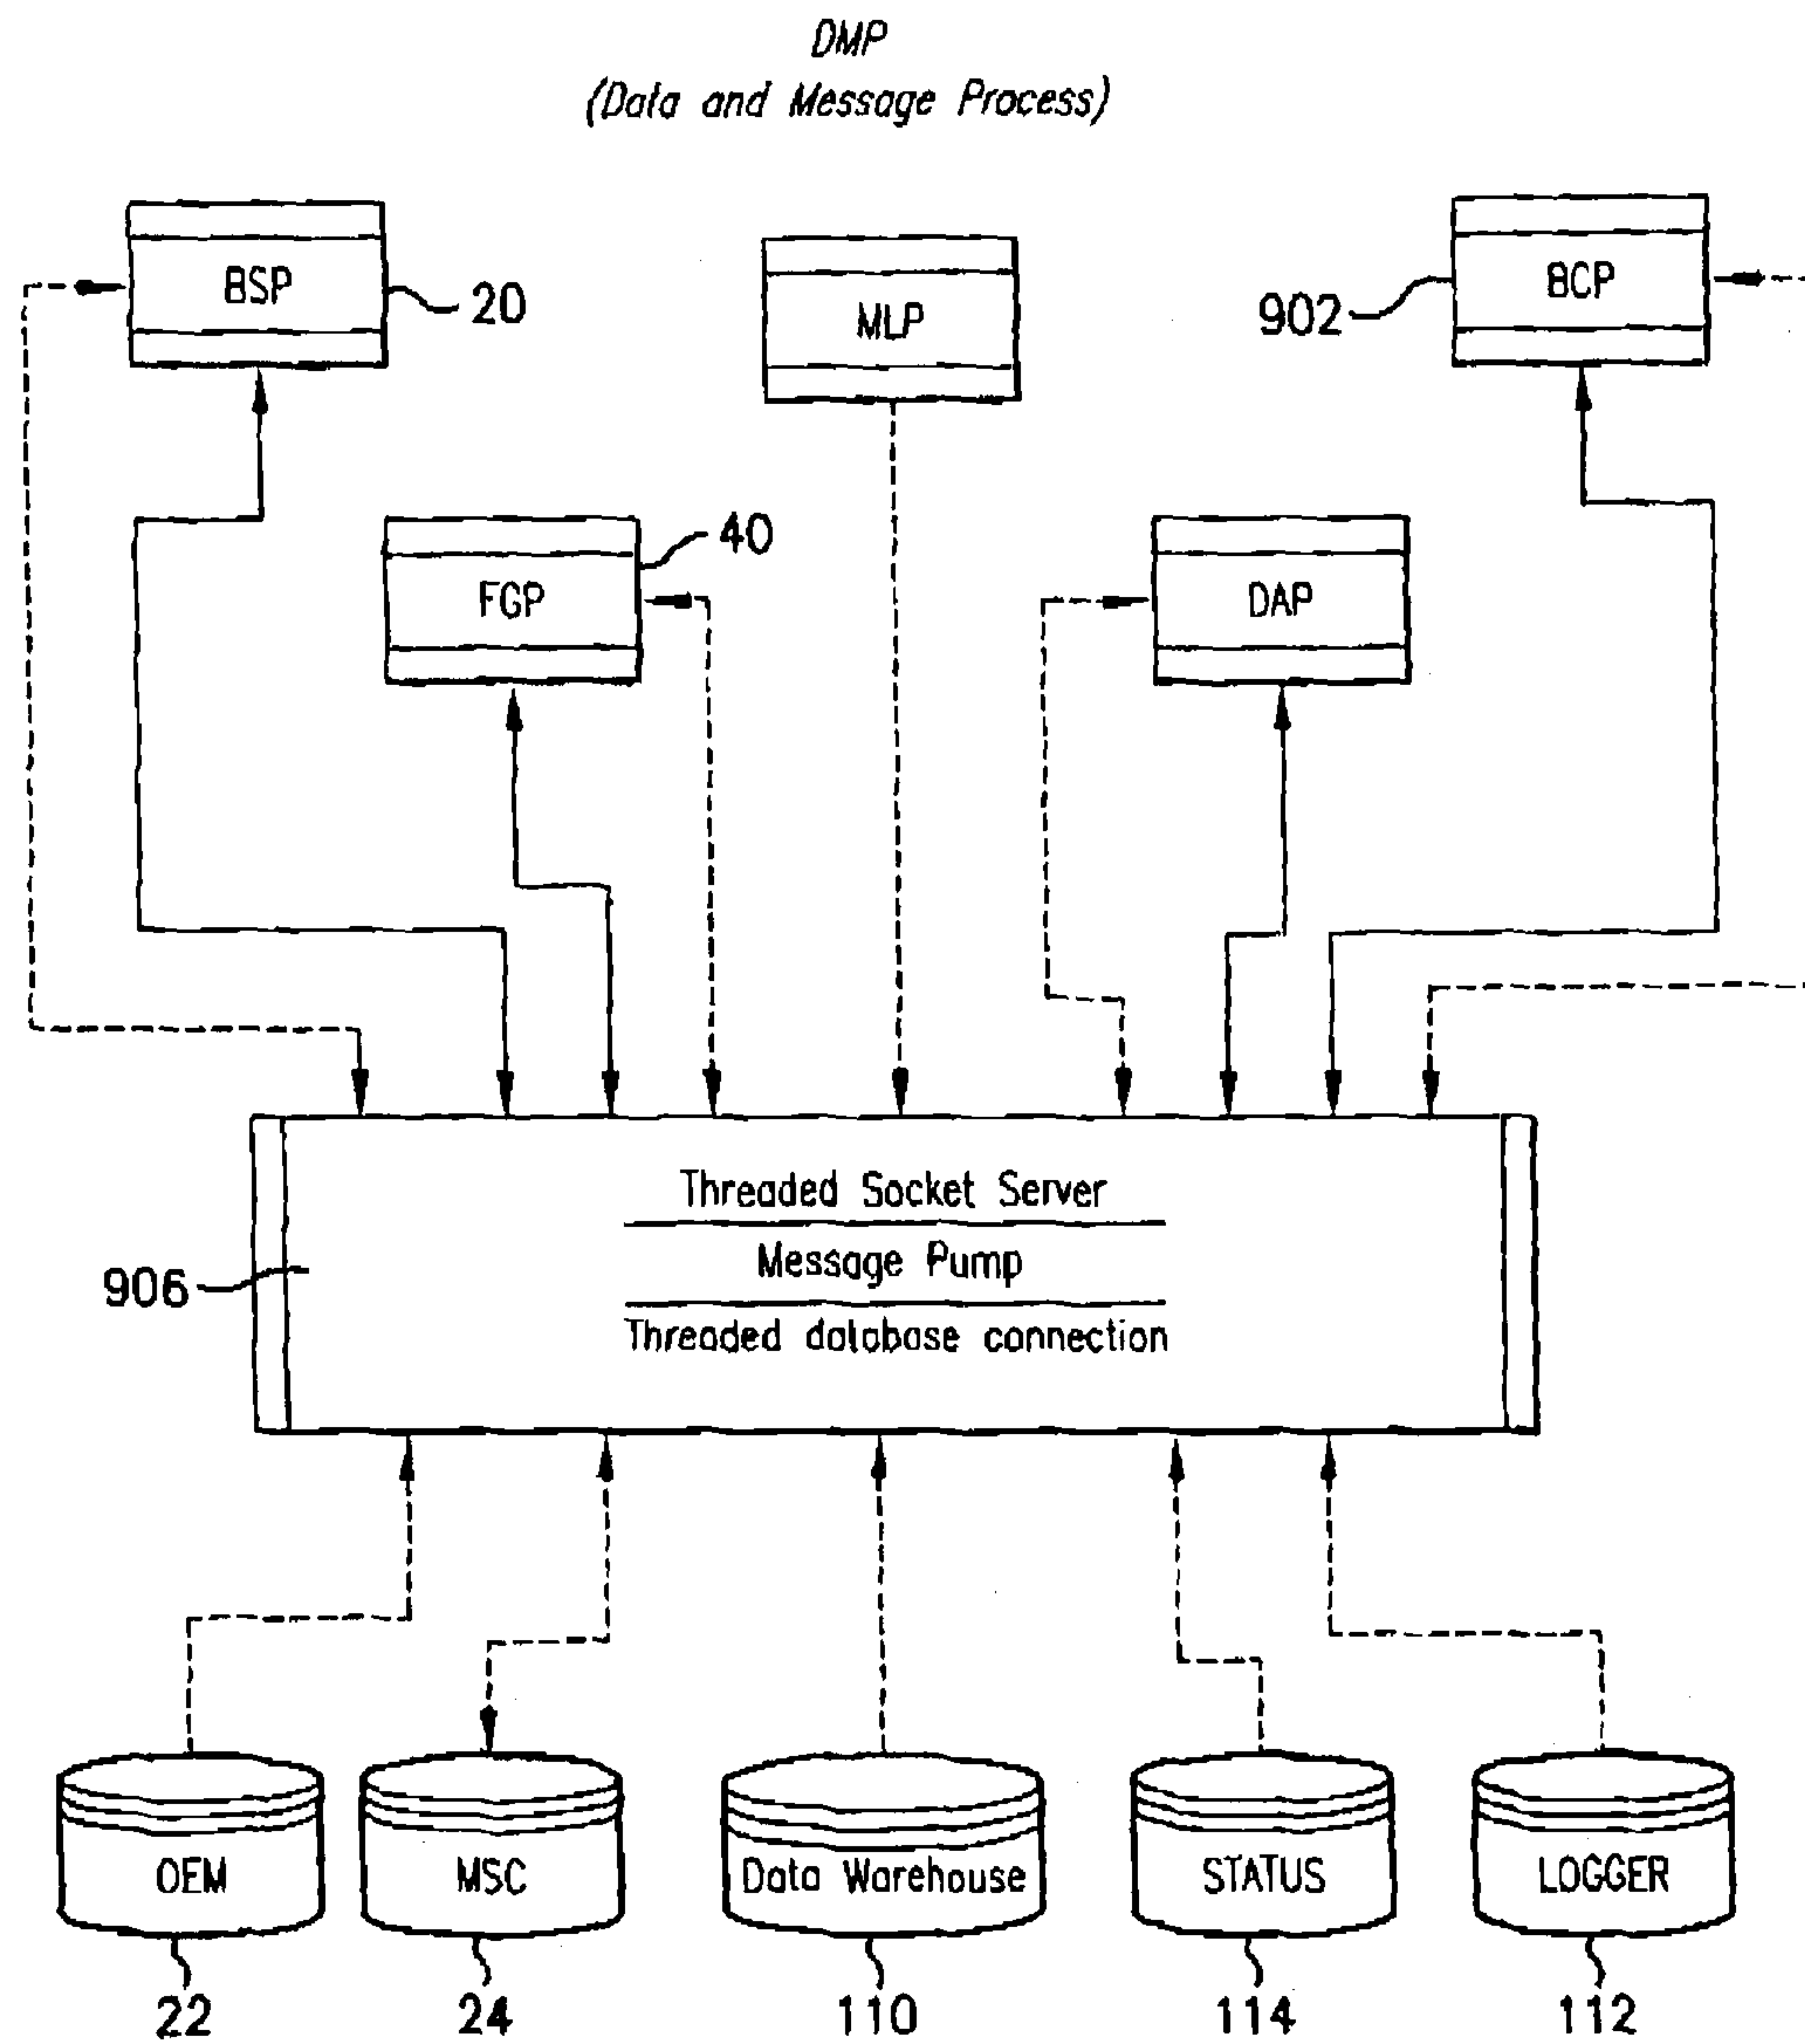 DMP
(Data and Message Process)
BSP
20
MLP
902
BCP
40
FGP
DAP
Threaded Socket Server
Message Pump
906
Threaded database connection
OEM
MSC
Data Warehouse
STATUS
LOGGER
22
24
110
114
112